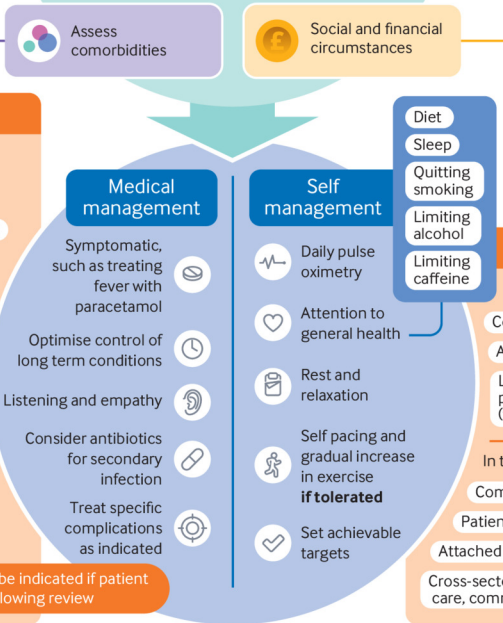 Assess
comorbidities
£
Social and financial
circumstances
Medical
management
Symptomatic,
such as treating
fever with
paracetamol
Optimise control of
long term conditions
Listening and empathy
Consider antibiotics
for secondary
infection
Treat specific
complications
as indicated
Self
management
Daily pulse
oximetry
Attention to
general health
Rest and
relaxation
Self pacing and
gradual increase
in exercise
if tolerated
Set achievable
targets
Diet
Sleep
Quitting
smoking
Limiting
alcohol
Limiting
caffeine
be indicated if patient
lowing review
In t
Com
Patien
Attached
Cross-secto
care, comm